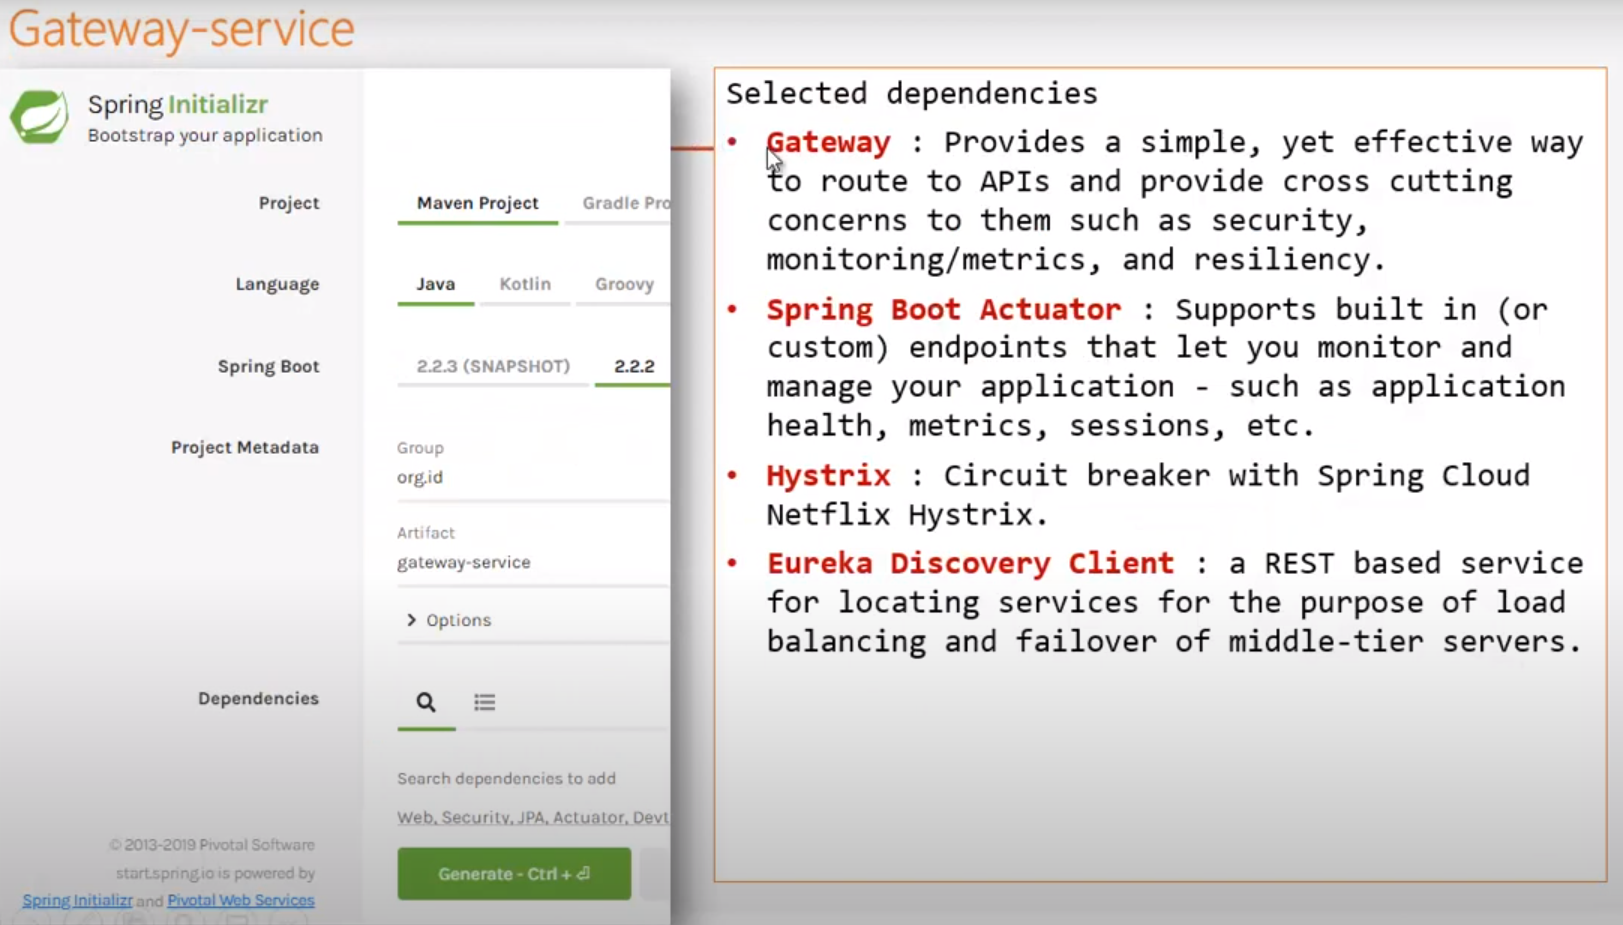 Gateway-service
Spring Initializr
Bootstrap your application
Project
Maven Project
Gradle Pro
Language
Java
Kotlin
Groovy
Spring Boot
2.2.3 (SNAPSHOT)
2.2.2
Project Metadata
Group
org.id
Artifact
gateway-service
Options
Dependencies
Search dependencies to add
Web, Security, JPA, Actuator, Devt
© 2013-2019 Pivotal Software
start.spring.io is powered by
Spring Initializr and Pivotal Web Services
Generate - Ctrl + ⏎
Selected dependencies
• Gateway : Provides a simple, yet effective way
to route to APIs and provide cross cutting
concerns to them such as security,
monitoring/metrics, and resiliency.
• Spring Boot Actuator : Supports built in (or
custom) endpoints that let you monitor and
manage your application - such as application
health, metrics, sessions, etc.
• Hystrix : Circuit breaker with Spring Cloud
Netflix Hystrix.
• Eureka Discovery Client : a REST based service
for locating services for the purpose of load
balancing and failover of middle-tier servers.